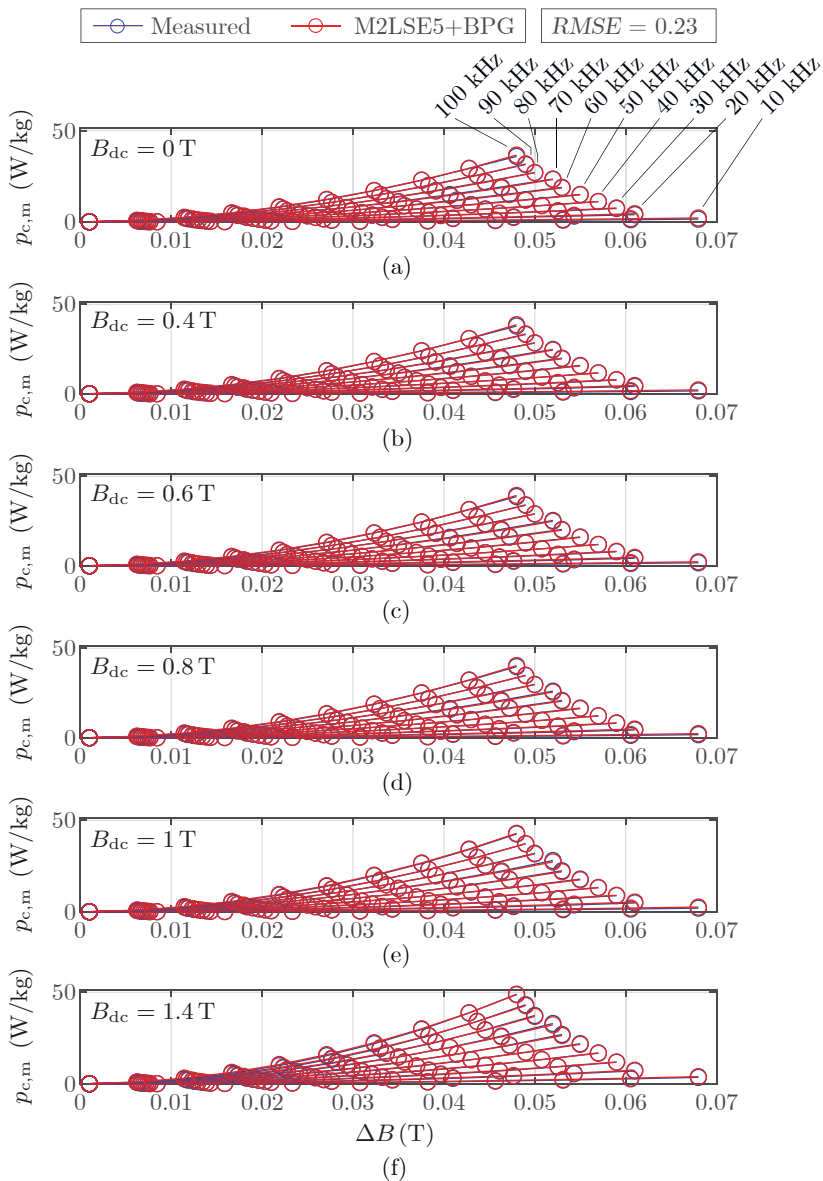 Measured M2LSE5+BPG RMSE = 0.23
100 kHz 90 kHz 80 kHz 70 kHz 60 kHz 50 kHz 40 kHz 30 kHz 20 kHz 10 kHz
p_c,m (W/kg)
50
B_dc = 0 T
0
0 0.01 0.02 0.03 0.04 0.05 0.06 0.07
(a)
p_c,m (W/kg)
50
B_dc = 0.4 T
0
0 0.01 0.02 0.03 0.04 0.05 0.06 0.07
(b)
p_c,m (W/kg)
50
B_dc = 0.6 T
0
0 0.01 0.02 0.03 0.04 0.05 0.06 0.07
(c)
p_c,m (W/kg)
50
B_dc = 0.8 T
0
0 0.01 0.02 0.03 0.04 0.05 0.06 0.07
(d)
p_c,m (W/kg)
50
B_dc = 1 T
0
0 0.01 0.02 0.03 0.04 0.05 0.06 0.07
(e)
p_c,m (W/kg)
50
B_dc = 1.4 T
0
0 0.01 0.02 0.03 0.04 0.05 0.06 0.07
ΔB (T)
(f)